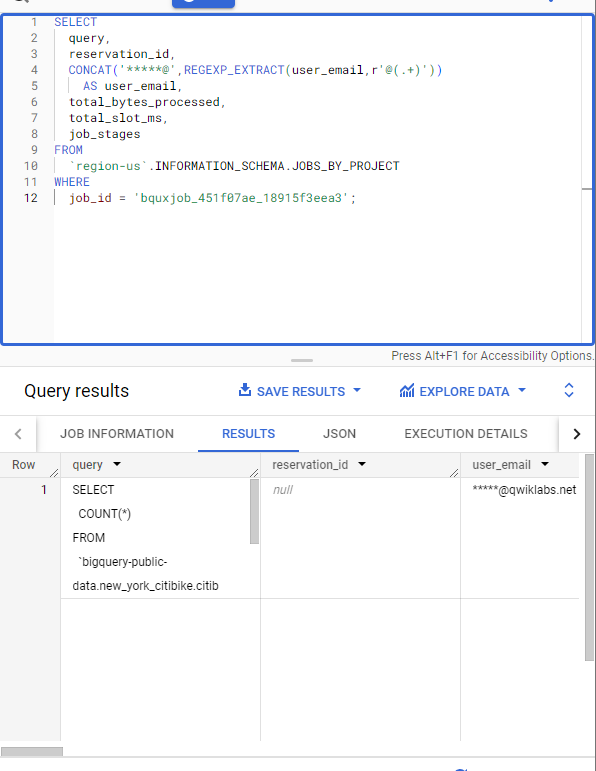 1 SELECT
2 query,
3 reservation_id,
4 CONCAT('*****@',REGEXP_EXTRACT(user_email,r'@(.+)'))
5 AS user_email,
6 total_bytes_processed,
7 total_slot_ms,
8 job_stages
9 FROM
10 `region-us`.INFORMATION_SCHEMA.JOBS_BY_PROJECT
11 WHERE
12 job_id = 'bquxjob_451f07ae_18915f3eea3';
Press Alt+F1 for Accessibility Options.
Query results SAVE RESULTS EXPLORE DATA
JOB INFORMATION RESULTS JSON EXECUTION DETAILS
Row query reservation_id user_email
1 SELECT null *****@qwiklabs.net
COUNT(*)
FROM
`bigquery-public-
data.new_york_citibike.citib